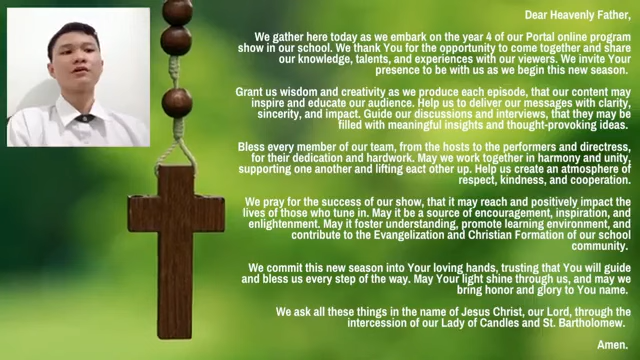 Dear Heavenly Father,
We gather here today as we embark on the year 4 of our Portal online program
show in our school. We thank You for the opportunity to come together and share
our knowledge, talents, and experiences with our viewers. We invite Your
presence to be with us as we begin this new season.
Grant us wisdom and creativity as we produce each episode, that our content may
inspire and educate our audience. Help us to deliver our messages with clarity,
sincerity, and impact. Guide our discussions and interviews, that they may be
filled with meaningful insights and thought-provoking ideas.
Bless every member of our team, from the hosts to the performers and directress,
for their dedication and hardwork. May we work together in harmony and unity,
supporting one another and lifting each other up. Help us create an atmosphere of
respect, kindness, and cooperation.
We pray for the success of our show, that it may reach and positively impact the
lives of those who tune in. May it be a source of encouragement, inspiration, and
enlightenment. May it foster understanding, promote learning environment, and
contribute to the Evangelization and Christian Formation of our school
community.
We commit this new season into Your loving hands, trusting that You will guide
and bless us every step of the way. May Your light shine through us, and may we
bring honor and glory to You name.
We ask all these things in the name of Jesus Christ, our Lord, through the
intercession of our Lady of Candles and St. Bartholomew.
Amen.